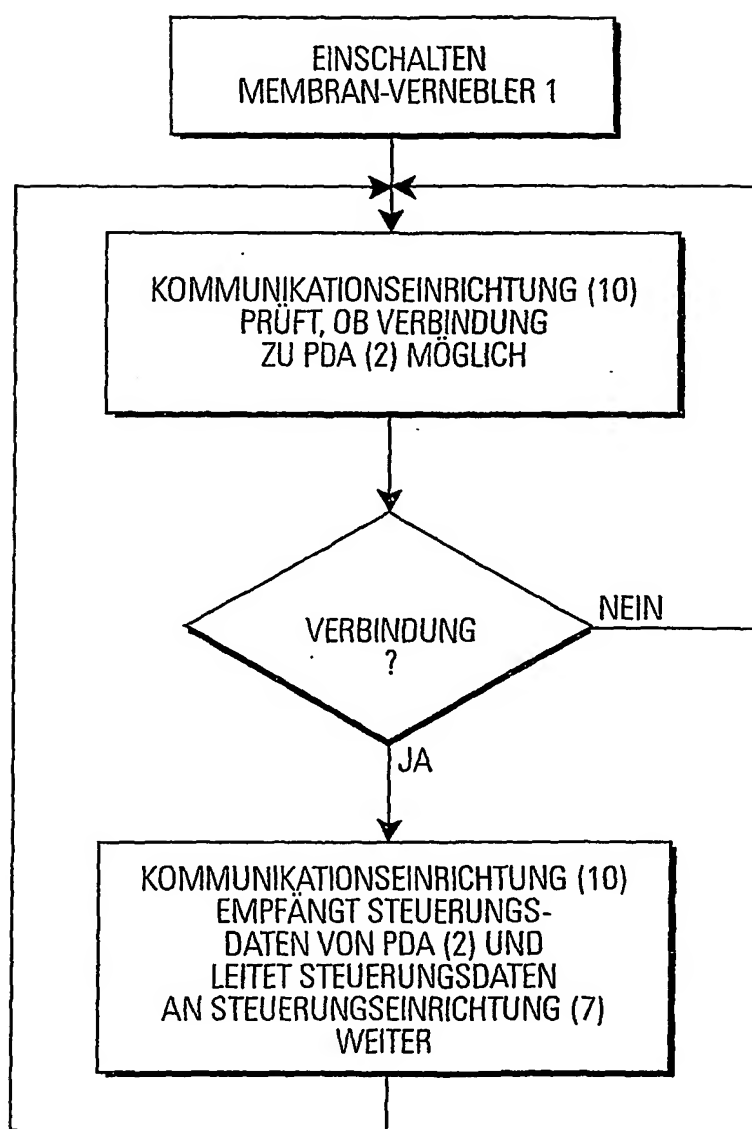 EINSCHALTEN
MEMBRAN-VERNEBLER 1
KOMMUNIKATIONSEINRICHTUNG (10)
PRÜFT, OB VERBINDUNG
ZU PDA (2) MÖGLICH
VERBINDUNG
?
NEIN
JA
KOMMUNIKATIONSEINRICHTUNG (10)
EMPFÄNGT STEUERUNGS-
DATEN VON PDA (2) UND
LEITET STEUERUNGSDATEN
AN STEUERUNGSEINRICHTUNG (7)
WEITER